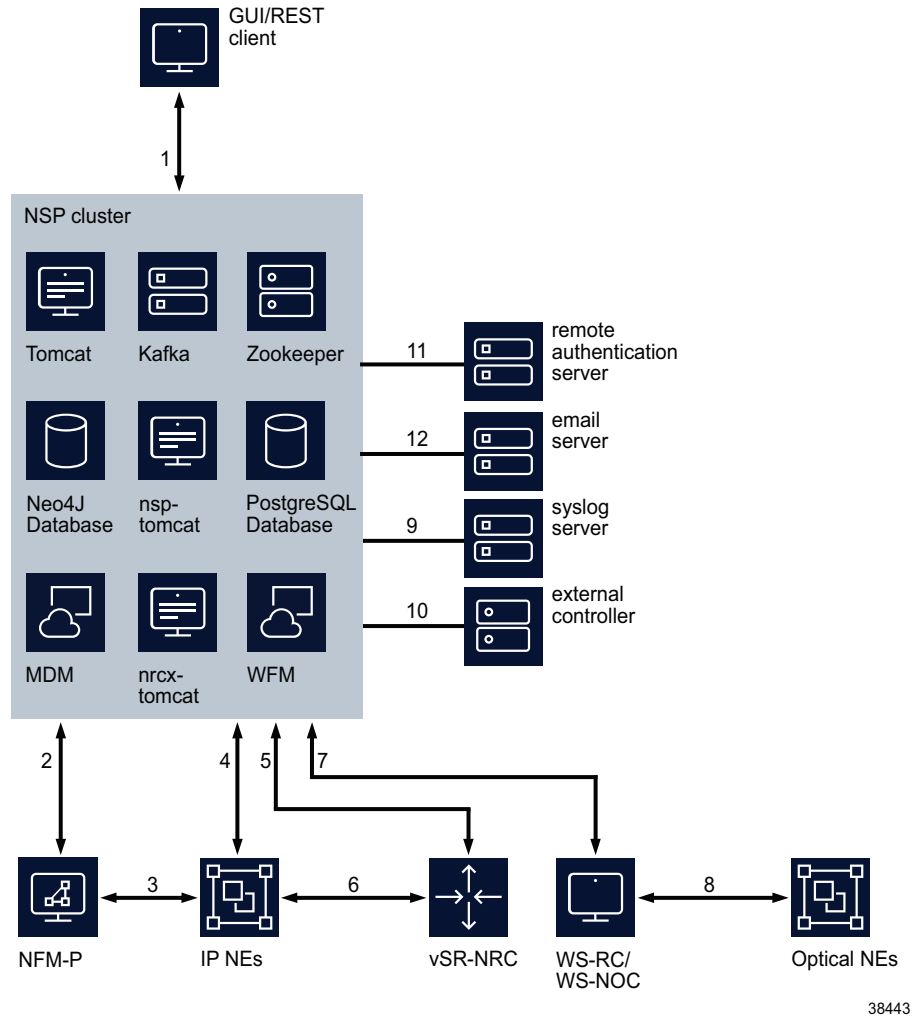 GUI/REST
client
1
NSP cluster
Tomcat
Kafka
Zookeeper
11
remote
authentication
server
12
email
server
Neo4J
Database
nsp-
tomcat
PostgreSQL
Database
9
syslog
server
10
external
controller
MDM
nrcx-
tomcat
WFM
2
4
5
7
3
6
8
NFM-P
IP NEs
vSR-NRC
WS-RC/
WS-NOC
Optical NEs
38443